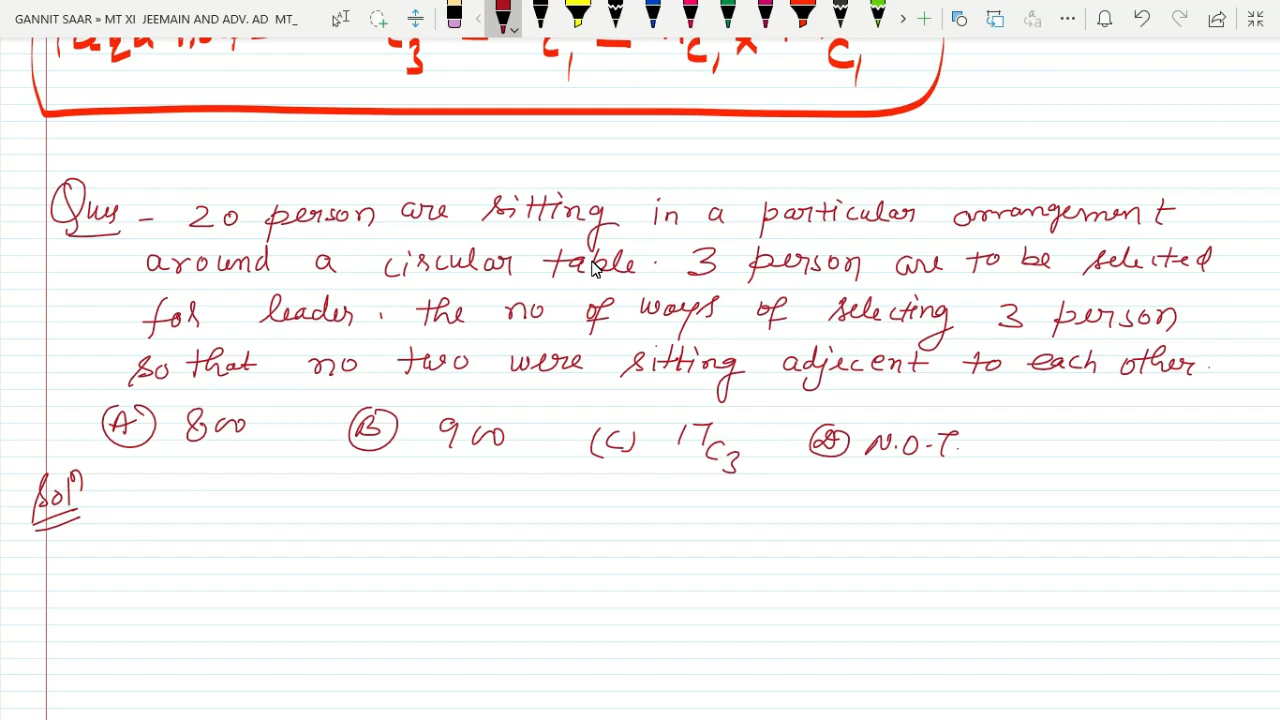 GANNIT SAAR » MT XI JEEMAIN AND ADV. AD MT_
Ques - 20 person are sitting in a particular arrangement
around a circular table. 3 person are to be selected
for leader. the no of ways of selecting 3 person
so that no two were sitting adjecent to each other.
(A) 800 (B) 900 (C) 17C3 (D) N.O.T.
Solⁿ